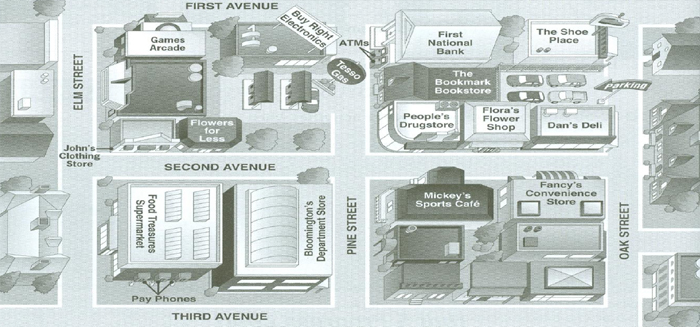 FIRST AVENUE
Games
Arcade
Buy Right
Electronics
ATMs
Tesso
Gas
First
National
Bank
The Shoe
Place
ELM STREET
The
Bookmark
Bookstore
Parking
Flowers
for
Less
People's
Drugstore
Flora's
Flower
Shop
Dan's Deli
John's
Clothing
Store
SECOND AVENUE
Food Treasures
Supermarket
Bloomington's
Department Store
PINE STREET
Mickey's
Sports Café
Fancy's
Convenience
Store
OAK STREET
Pay Phones
THIRD AVENUE